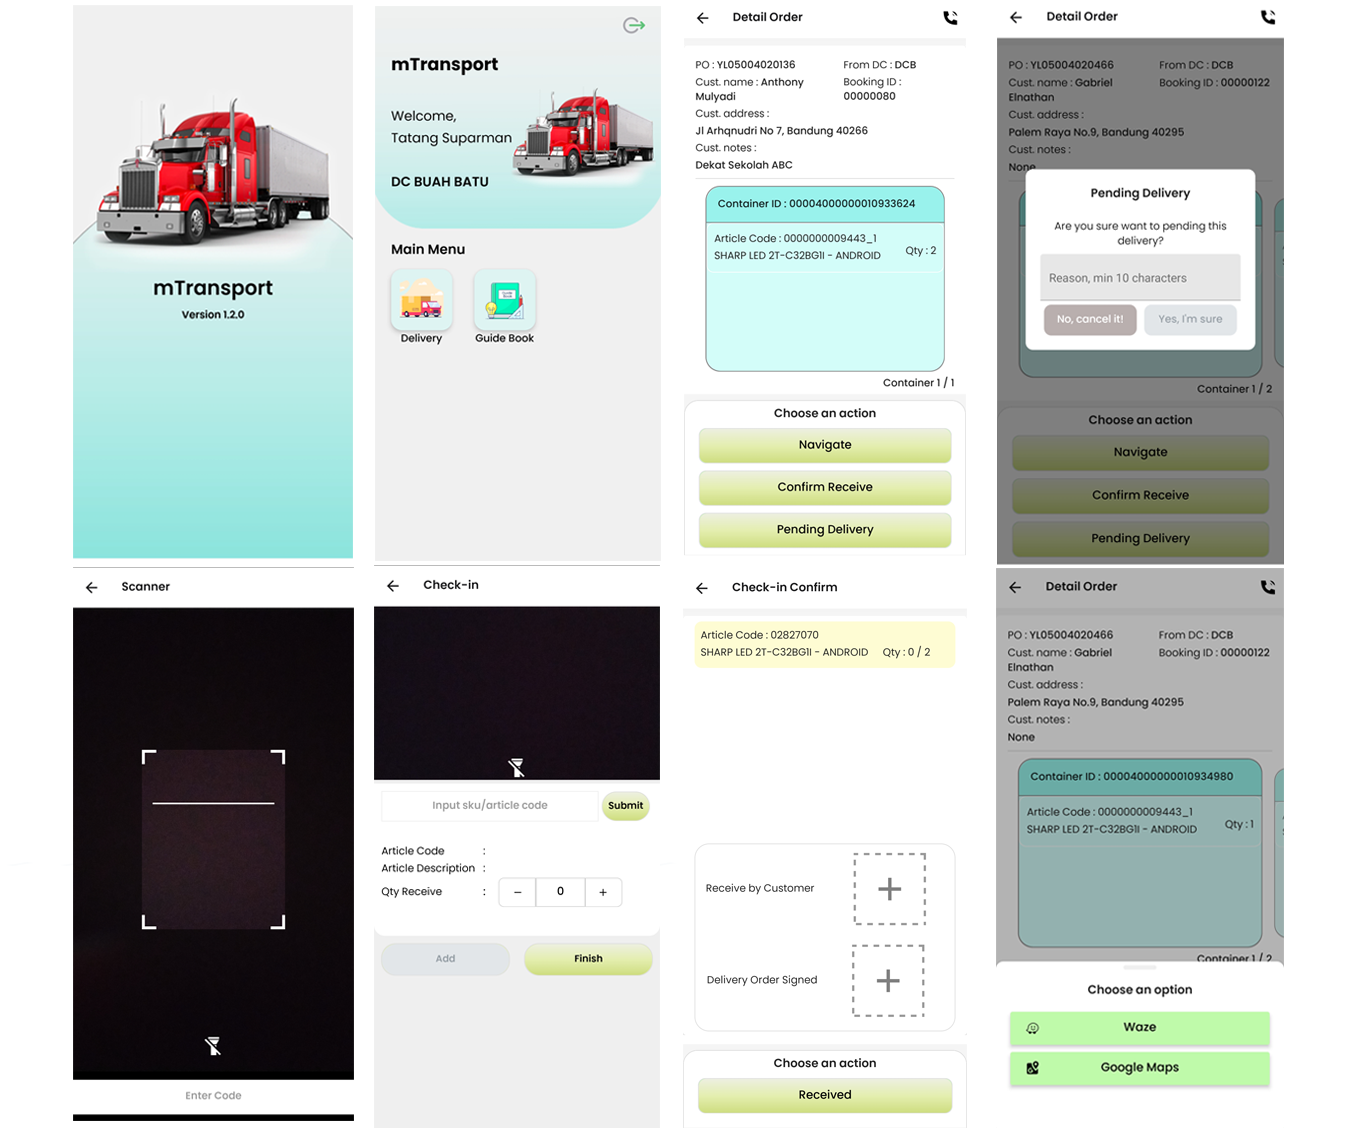 mTransport
Version 1.2.0
mTransport
Welcome,
Tatang Suparman
DC BUAH BATU
Main Menu
Delivery
Guide Book
Detail Order
PO : YL05004020136
From DC : DCB
Cust. name : Anthony
Mulyadi
Booking ID :
00000080
Cust. address :
Jl Arhqnudri No 7, Bandung 40266
Cust. notes :
Dekat Sekolah ABC
Container ID : 00004000000010933624
Article Code : 0000000009443_1
SHARP LED 2T-C32BG1I - ANDROID
Qty : 2
Container 1 / 1
Choose an action
Navigate
Confirm Receive
Pending Delivery
Detail Order
PO : YL05004020466
From DC : DCB
Cust. name : Gabriel
Elnathan
Booking ID : 00000122
Cust. address :
Palem Raya No.9, Bandung 40295
Cust. notes :
None
Pending Delivery
Are you sure want to pending this
delivery?
Reason, min 10 characters
No, cancel it!
Yes, I'm sure
Container 1 / 2
Choose an action
Navigate
Confirm Receive
Pending Delivery
Scanner
Enter Code
Check-in
Input sku/article code
Submit
Article Code :
Article Description :
Qty Receive :
− 0 +
Add
Finish
Check-in Confirm
Article Code : 02827070
SHARP LED 2T-C32BG1I - ANDROID Qty : 0 / 2
Receive by Customer
Delivery Order Signed
Choose an action
Received
Detail Order
PO : YL05004020466
From DC : DCB
Cust. name : Gabriel
Elnathan
Booking ID : 00000122
Cust. address :
Palem Raya No.9, Bandung 40295
Cust. notes :
None
Container ID : 00004000000010934980
Article Code : 0000000009443_1
SHARP LED 2T-C32BG1I - ANDROID
Qty : 1
Container 1 / 2
Choose an option
Waze
Google Maps